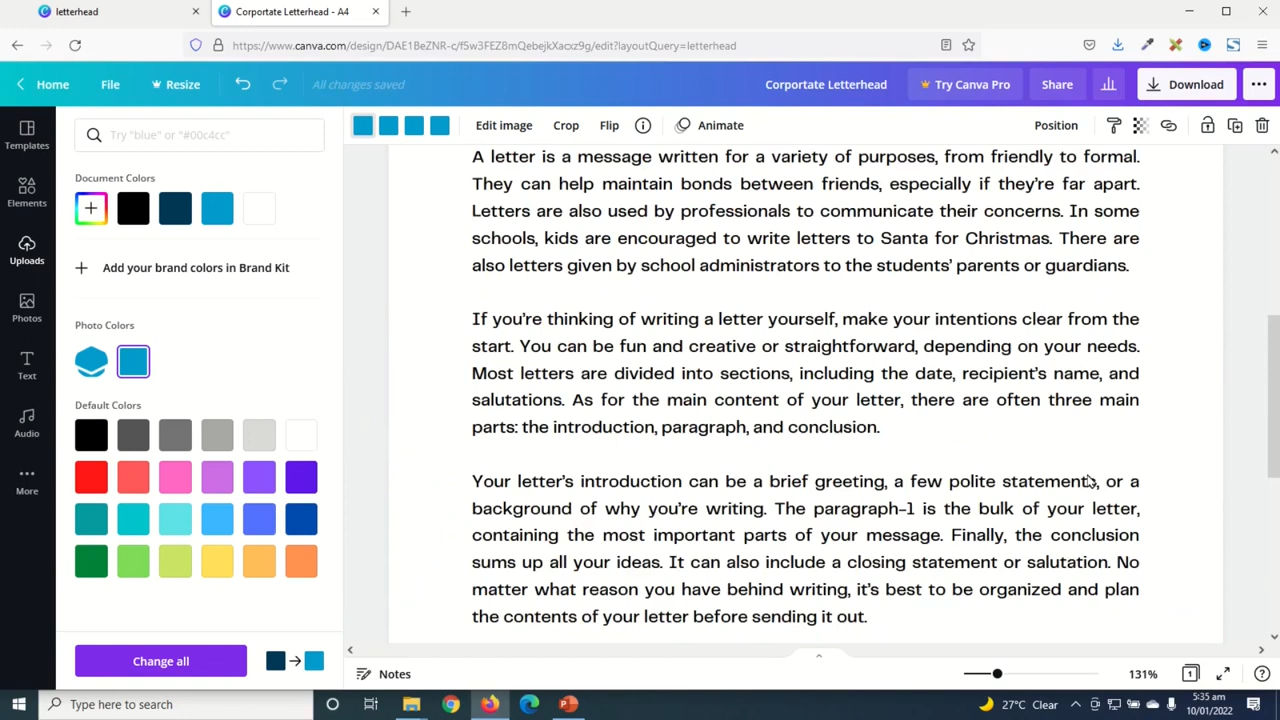 letterhead
Corportate Letterhead - A4
https://www.canva.com/design/DAE1BeZNR-c/f5w3FEZ8mQebejkXacxz9g/edit?layoutQuery=letterhead
Home
File
Resize
All changes saved
Corportate Letterhead
Try Canva Pro
Share
Download
Templates
Elements
Uploads
Photos
Text
Audio
More
Try "blue" or "#00c4cc"
Document Colors
Add your brand colors in Brand Kit
Photo Colors
Default Colors
Change all
Edit image
Crop
Flip
Animate
Position
A letter is a message written for a variety of purposes, from friendly to formal.
They can help maintain bonds between friends, especially if they're far apart.
Letters are also used by professionals to communicate their concerns. In some
schools, kids are encouraged to write letters to Santa for Christmas. There are
also letters given by school administrators to the students' parents or guardians.
If you're thinking of writing a letter yourself, make your intentions clear from the
start. You can be fun and creative or straightforward, depending on your needs.
Most letters are divided into sections, including the date, recipient's name, and
salutations. As for the main content of your letter, there are often three main
parts: the introduction, paragraph, and conclusion.
Your letter's introduction can be a brief greeting, a few polite statements, or a
background of why you're writing. The paragraph-l is the bulk of your letter,
containing the most important parts of your message. Finally, the conclusion
sums up all your ideas. It can also include a closing statement or salutation. No
matter what reason you have behind writing, it's best to be organized and plan
the contents of your letter before sending it out.
Notes
131%
1
Type here to search
27°C Clear
5:35 am
10/01/2022